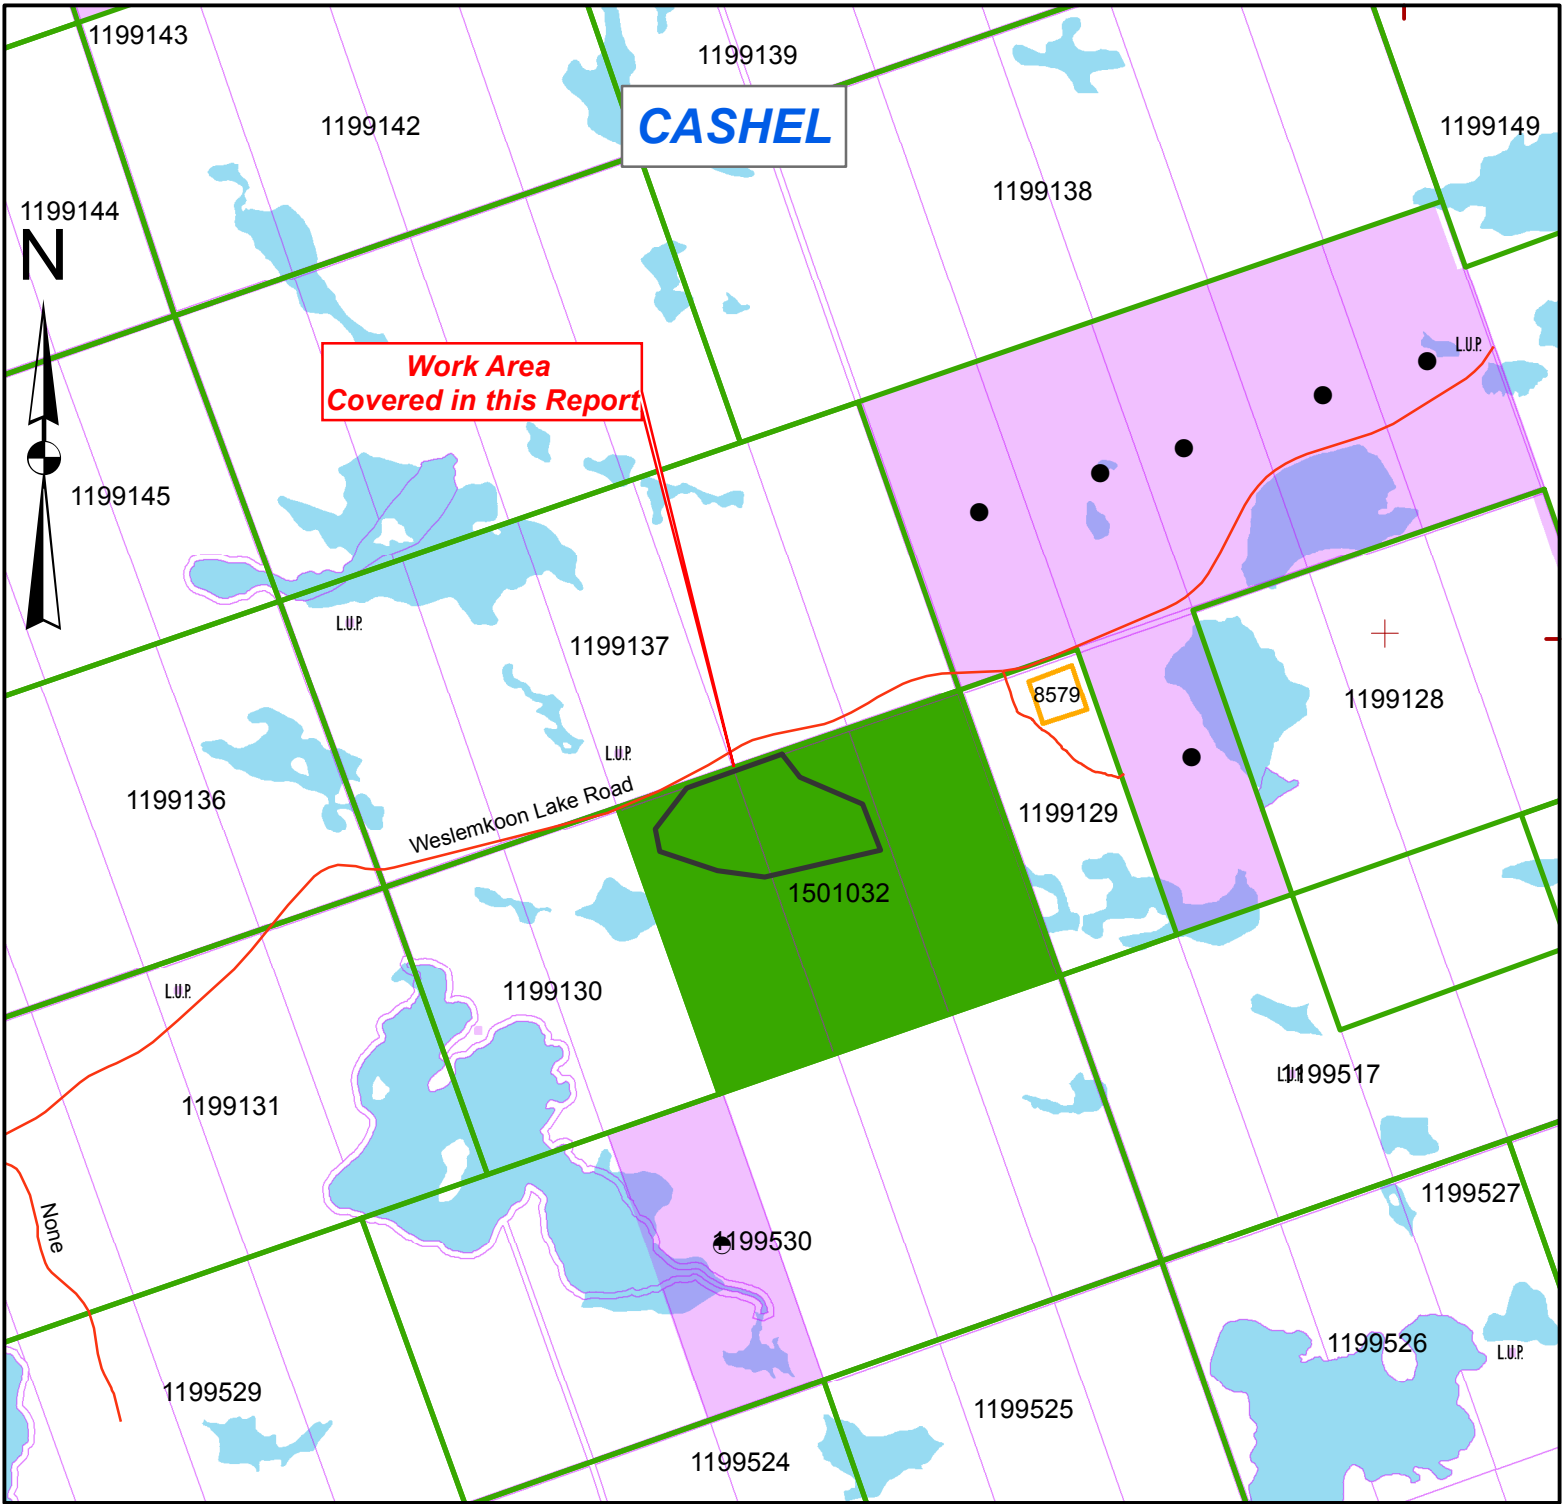 1199143
1199139
CASHEL
1199142
1199149
1199138
1199144
N
L.U.P.
Work Area
Covered in this Report
1199145
L.U.P.
1199137
8579
1199128
L.U.P.
Weslemkoon Lake Road
1199136
1199129
1501032
L.U.P.
1199130
L.U.P.
1199517
1199131
1199527
None
1199530
1199526
L.U.P.
1199529
1199525
1199524